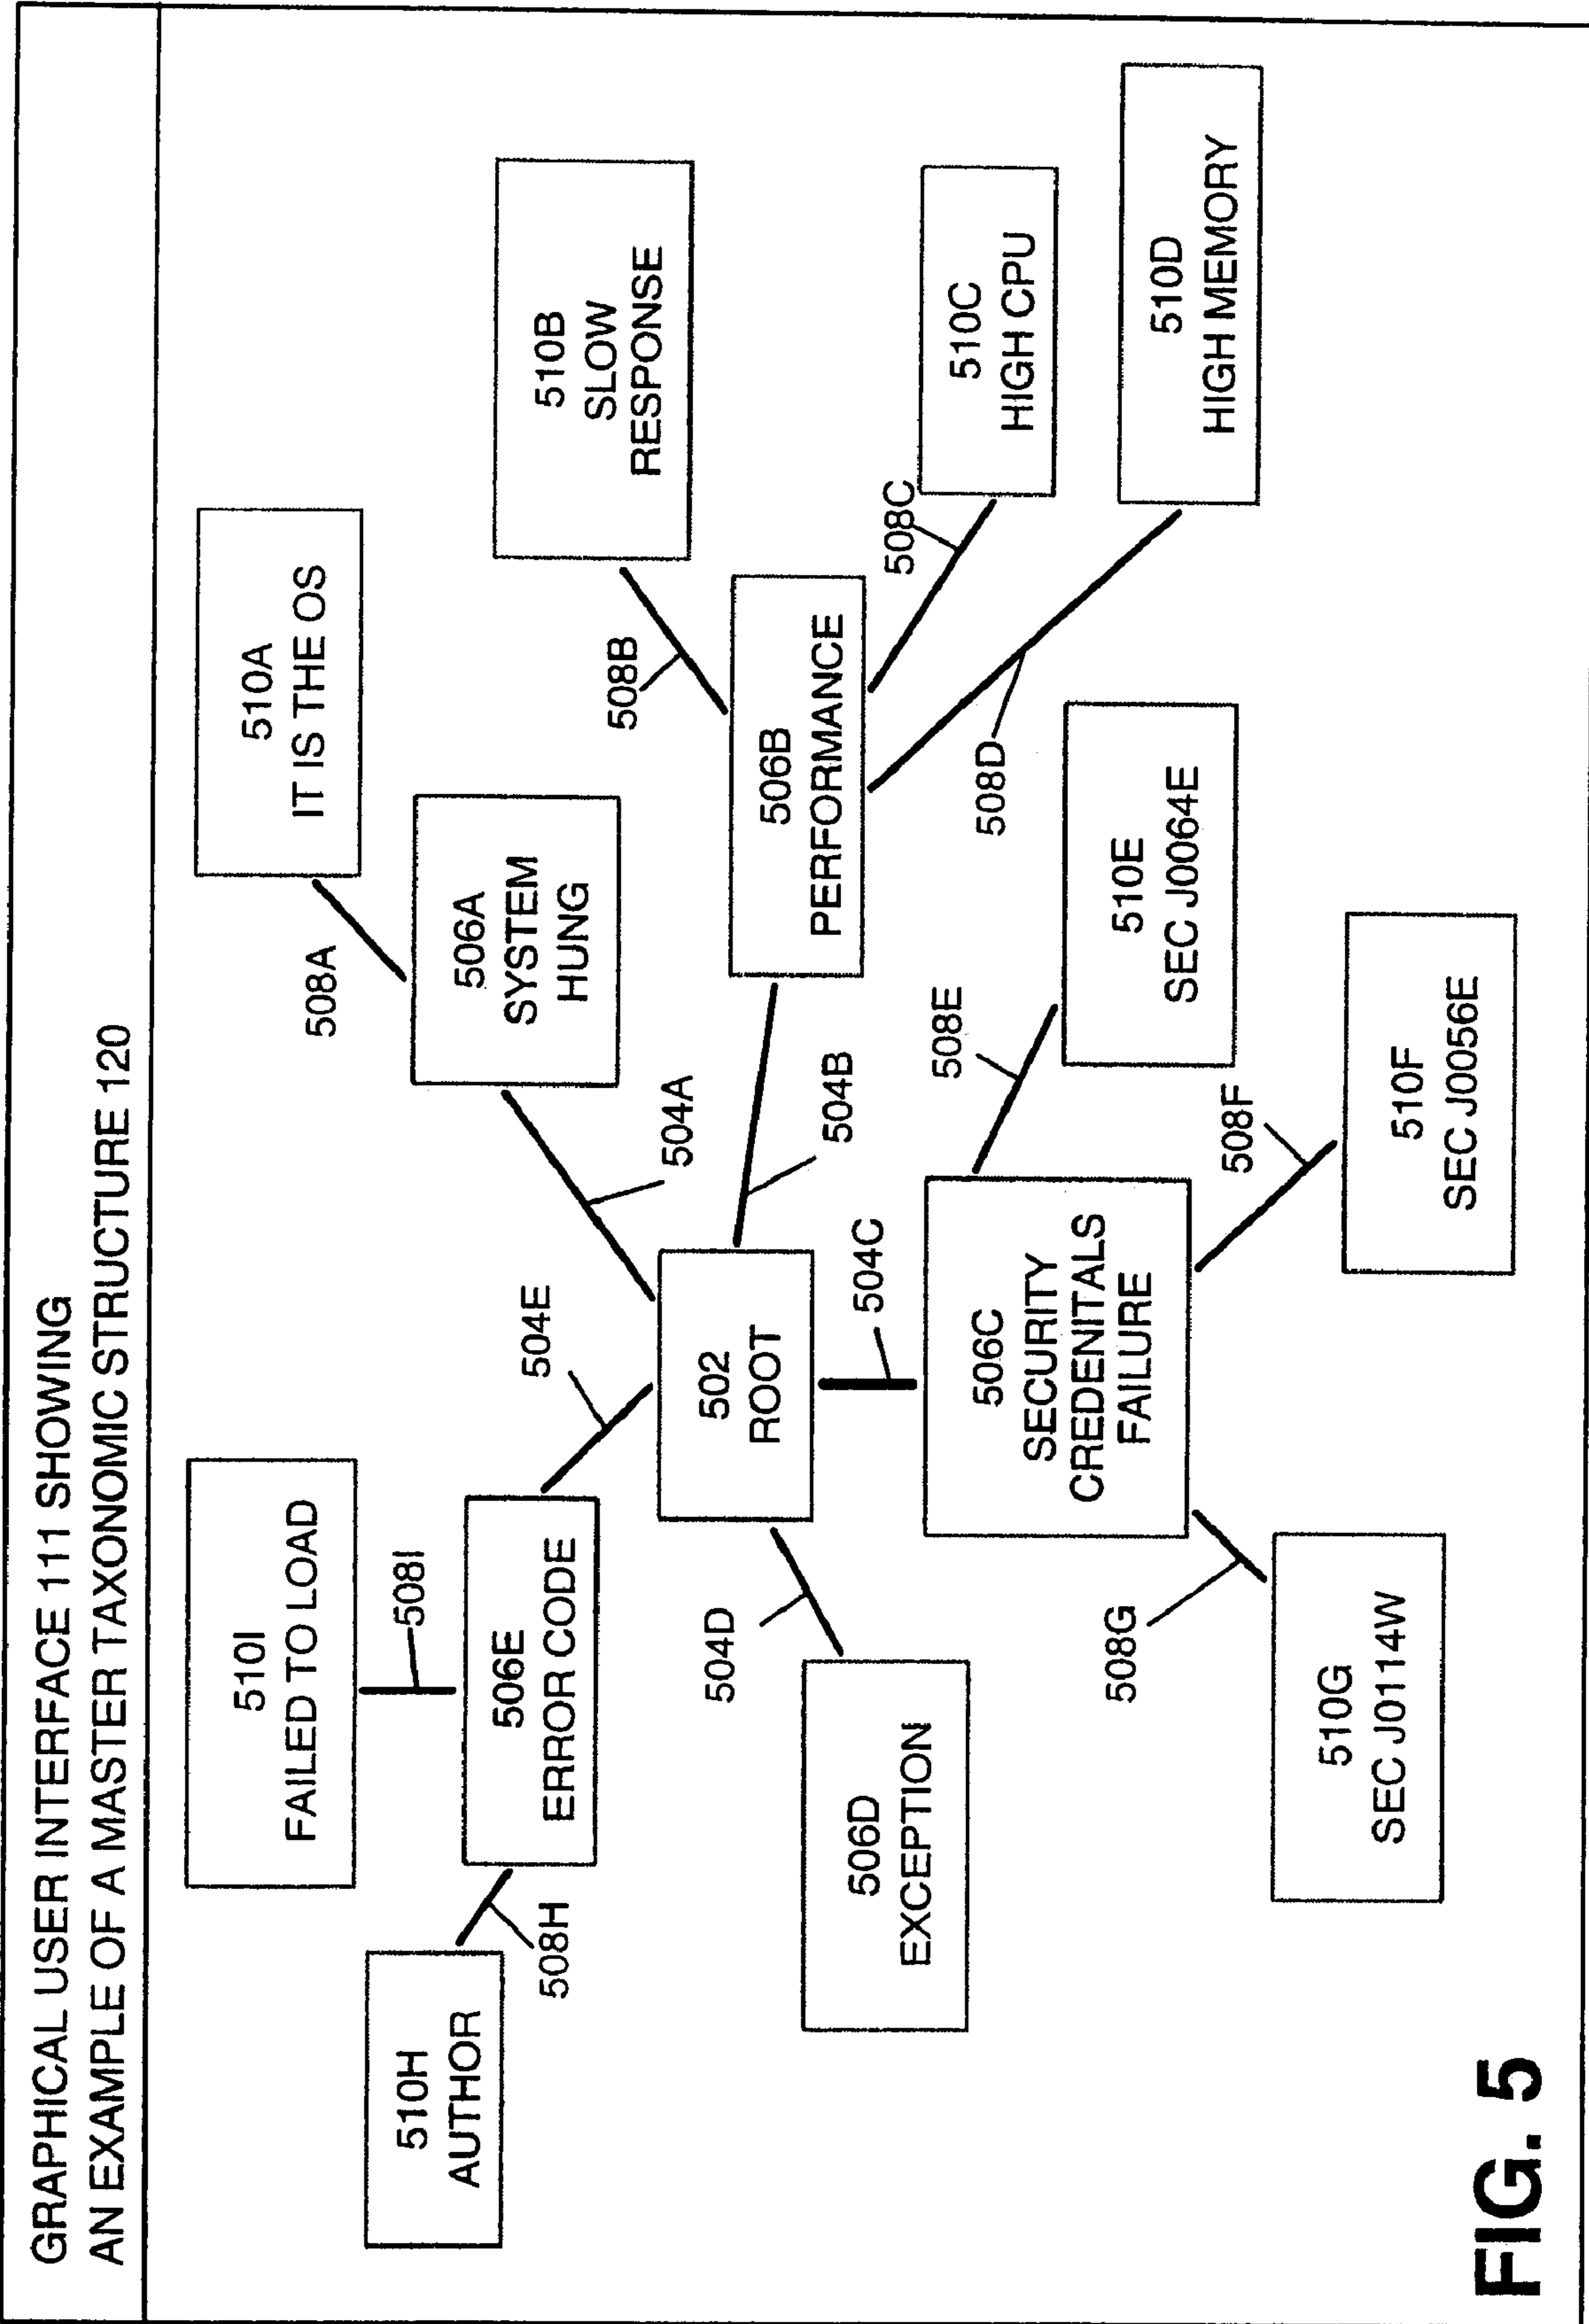 GRAPHICAL USER INTERFACE 111 SHOWING
AN EXAMPLE OF A MASTER TAXONOMIC STRUCTURE 120
510I
FAILED TO LOAD
508I
510H
AUTHOR
508H
506E
ERROR CODE
504E
510A
IT IS THE OS
508A
506A
SYSTEM
HUNG
504A
510B
SLOW
RESPONSE
508B
502
ROOT
504B
506B
PERFORMANCE
508C
510C
HIGH CPU
508D
510D
HIGH MEMORY
504D
506D
EXCEPTION
504C
506C
SECURITY
CREDENITALS
FAILURE
508E
510E
SEC J0064E
508F
510F
SEC J0056E
508G
510G
SEC J0114W
FIG. 5